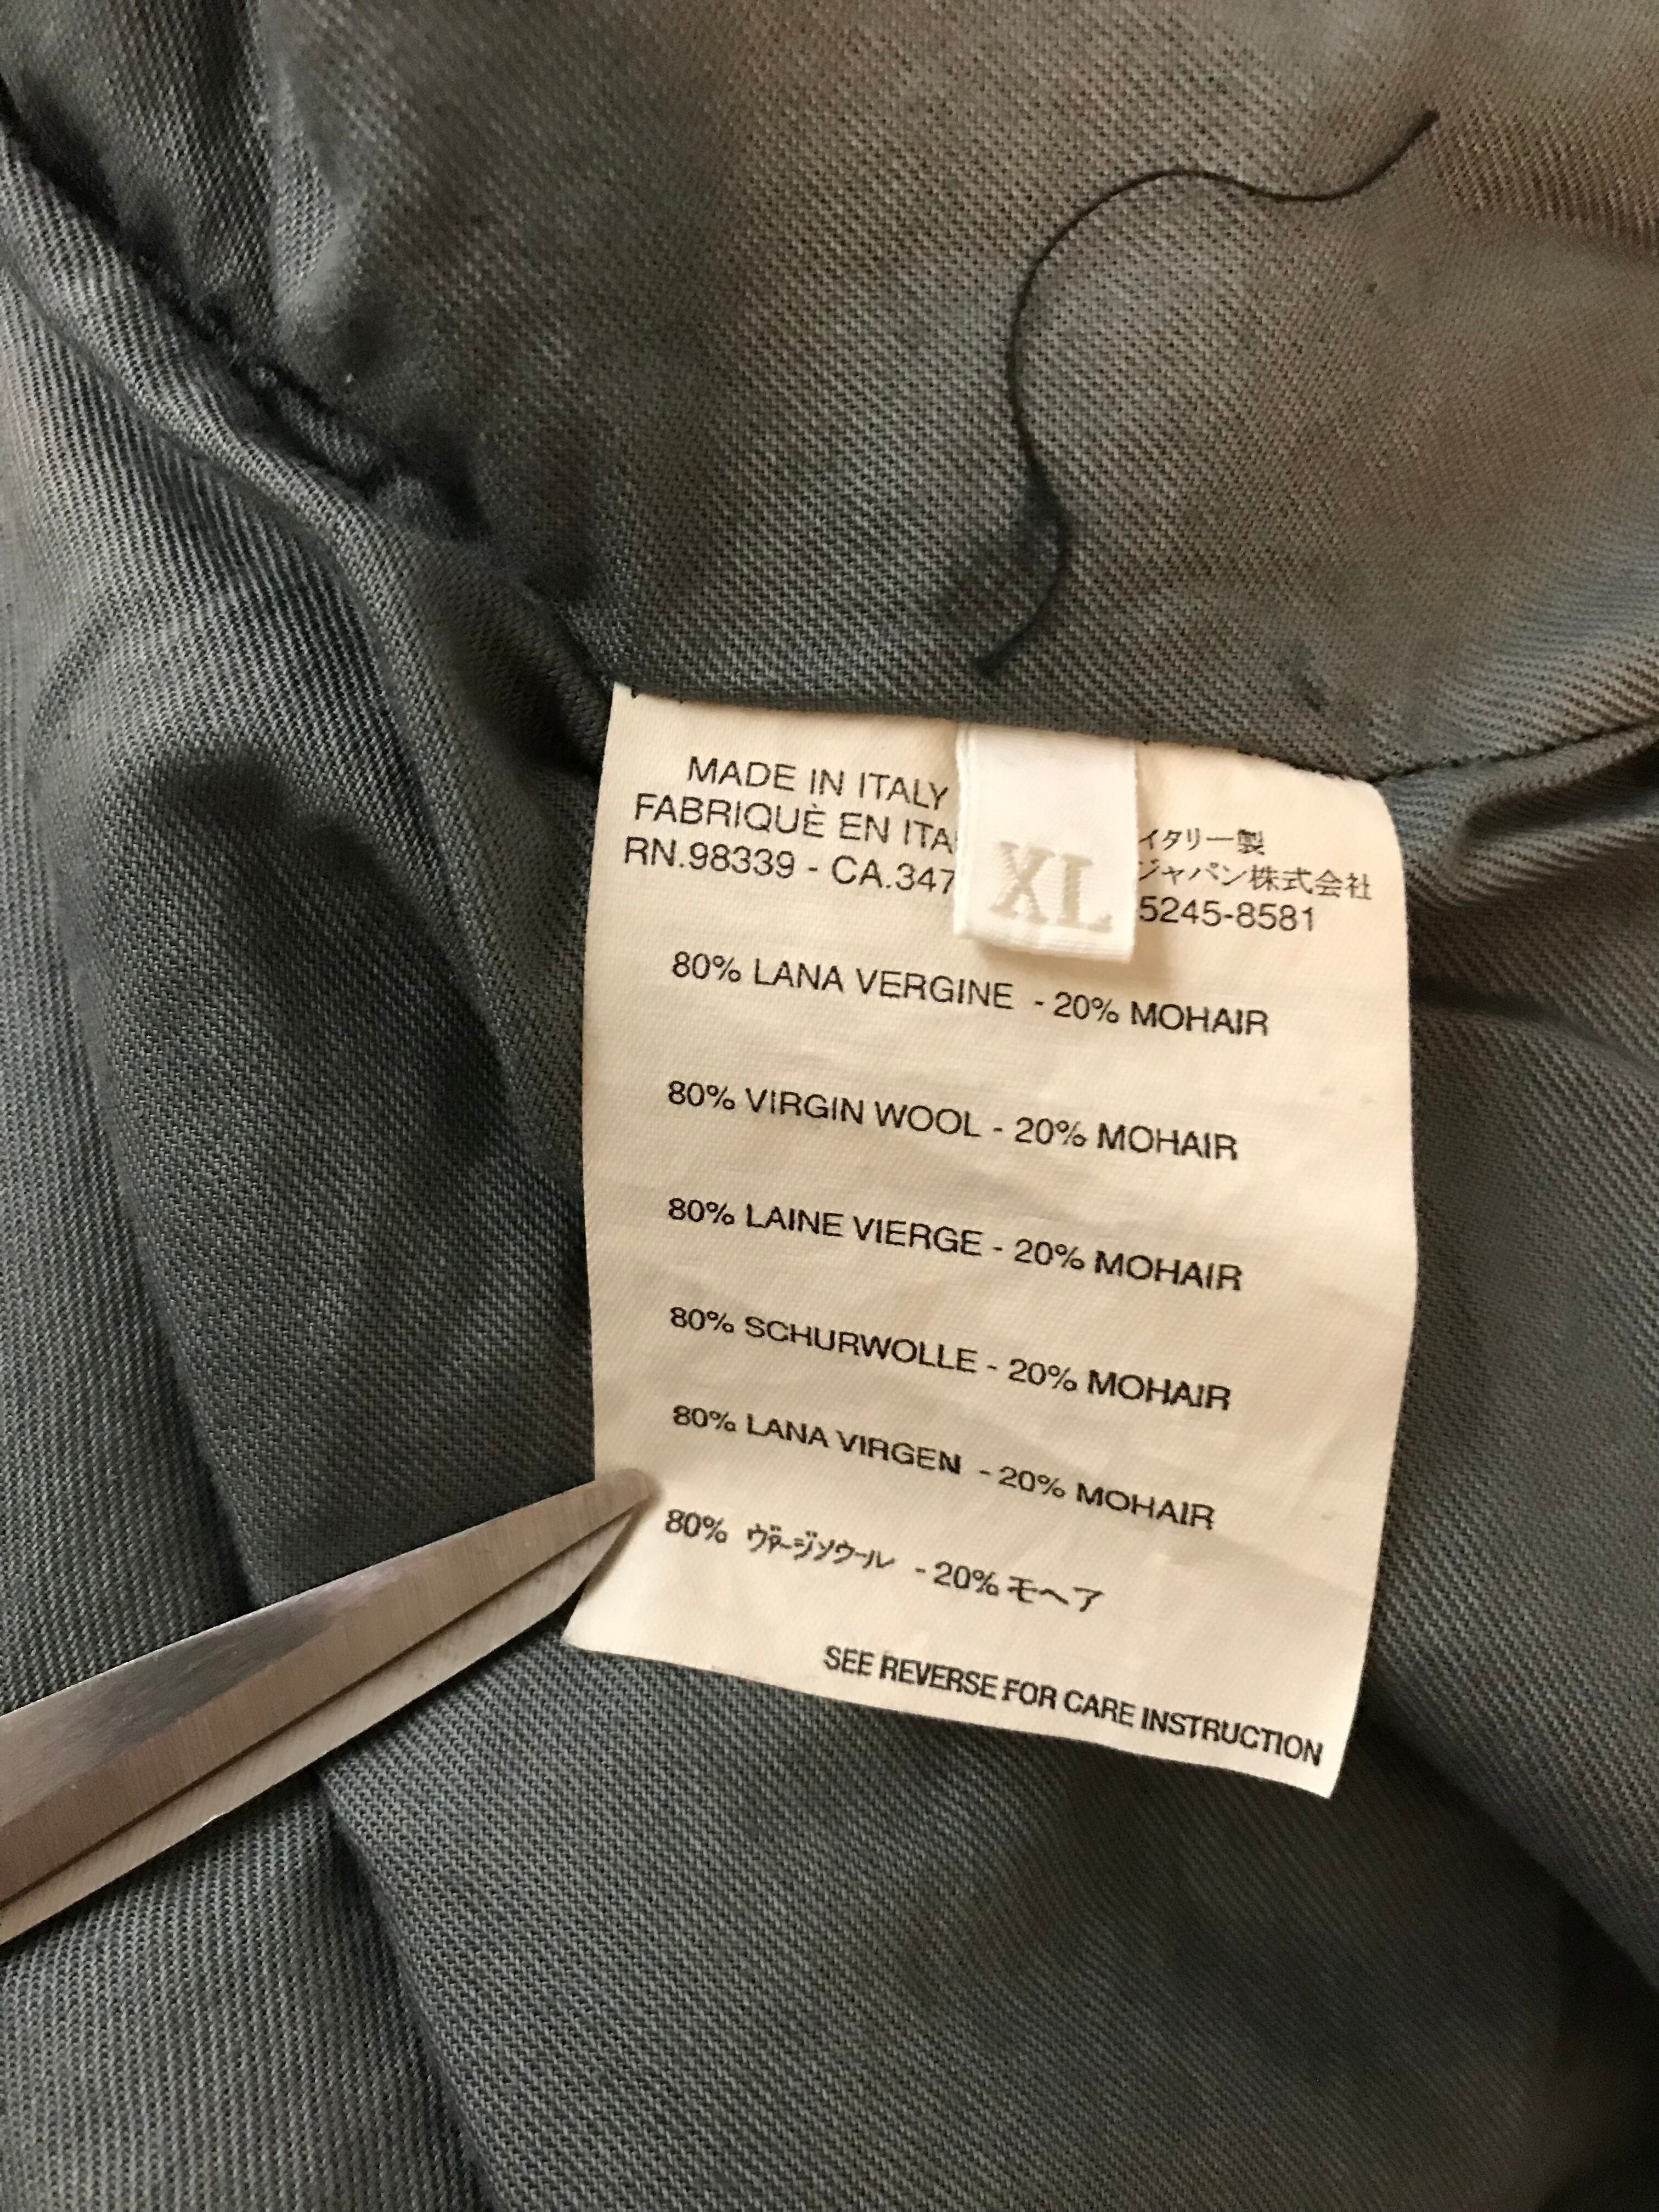 MADE IN ITALY
FABRIQUÈ EN ITA
RN.98339 - CA.347
XL
イタリー製
ジャパン株式会社
5245-8581
80% LANA VERGINE - 20% MOHAIR
80% VIRGIN WOOL - 20% MOHAIR
80% LAINE VIERGE - 20% MOHAIR
80% SCHURWOLLE - 20% MOHAIR
80% LANA VIRGEN - 20% MOHAIR
80% ヴァージンウール - 20% モヘア
SEE REVERSE FOR CARE INSTRUCTION